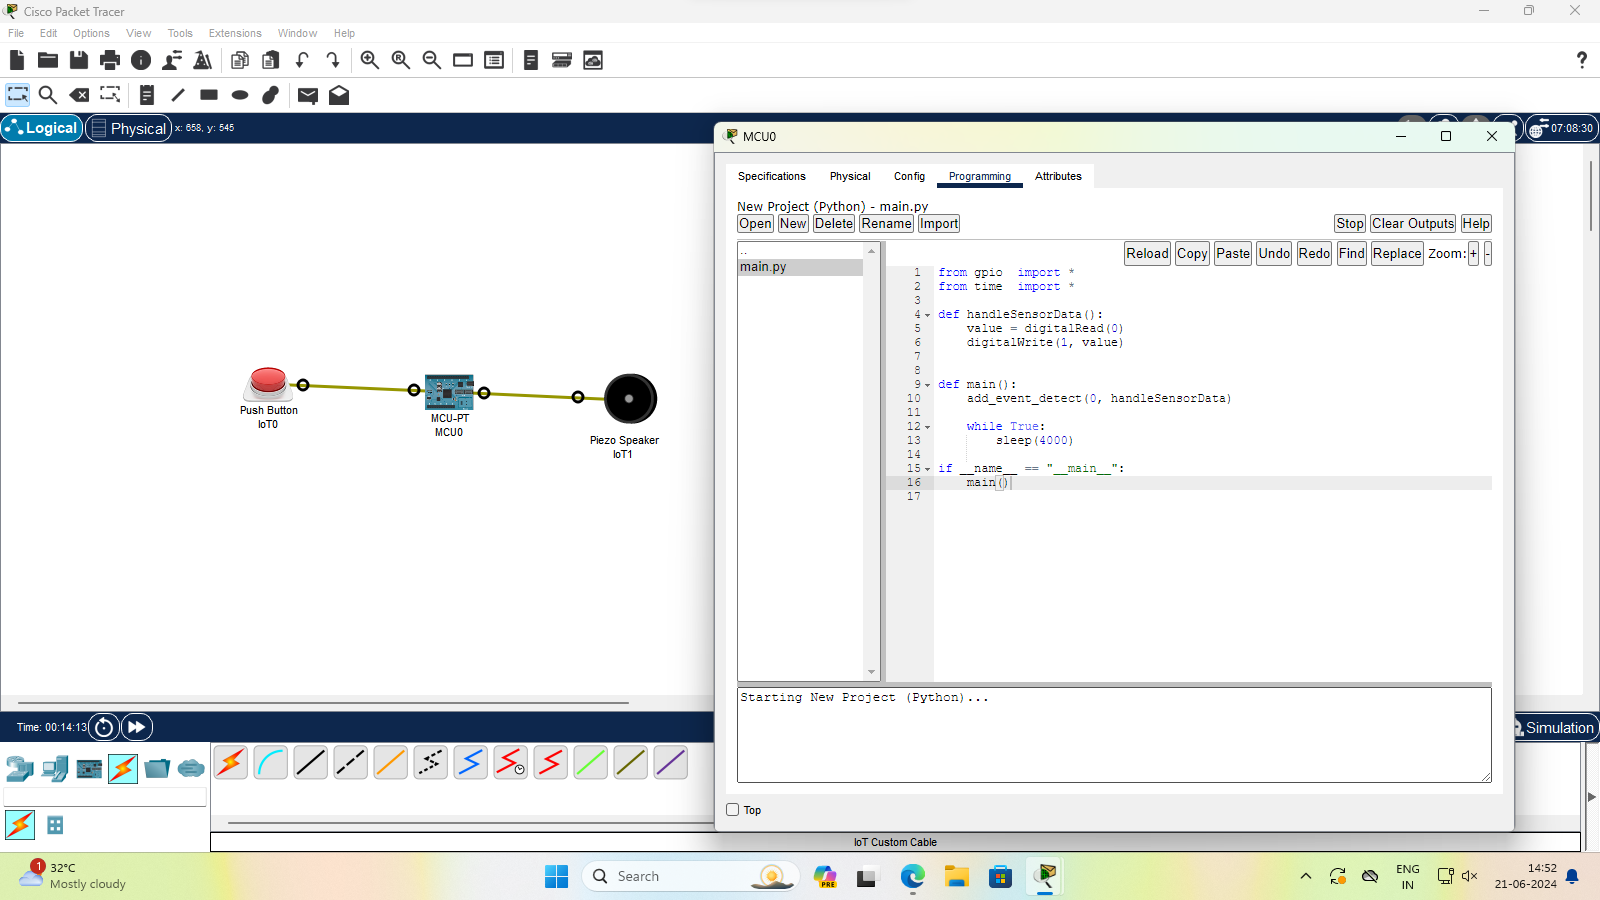 Cisco Packet Tracer
File Edit Options View Tools Extensions Window Help
Logical Physical x: 658, y: 545
07:08:30
MCU0
Specifications Physical Config Programming Attributes
New Project (Python) - main.py
Open New Delete Rename Import Stop Clear Outputs Help
Reload Copy Paste Undo Redo Find Replace Zoom: + -
..
main.py
1 from gpio import *
2 from time import *
3
4 def handleSensorData():
5 value = digitalRead(0)
6 digitalWrite(1, value)
7
8
9 def main():
10 add_event_detect(0, handleSensorData)
11
12 while True:
13 sleep(4000)
14
15 if __name__ == "__main__":
16 main()
17
Push Button
IoT0
MCU-PT
MCU0
Piezo Speaker
IoT1
Starting New Project (Python)...
Top
Time: 00:14:13
Simulation
IoT Custom Cable
1
32°C
Mostly cloudy
Search
PRE
ENG
IN
14:52
21-06-2024